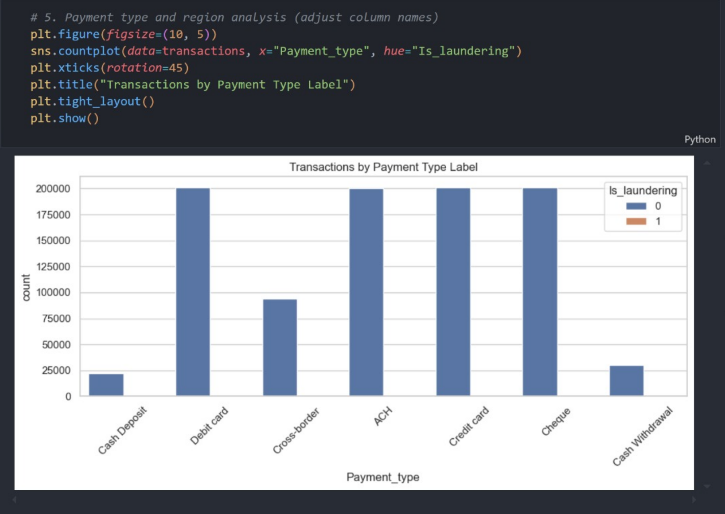 # 5. Payment type and region analysis (adjust column names)
plt.figure(figsize=(10, 5))
sns.countplot(data=transactions, x="Payment_type", hue="Is_laundering")
plt.xticks(rotation=45)
plt.title("Transactions by Payment Type Label")
plt.tight_layout()
plt.show()
Python
Transactions by Payment Type Label
Is_laundering
0
1
200000
175000
150000
125000
100000
75000
50000
25000
0
count
Cash Deposit
Debit card
Cross-border
ACH
Credit card
Cheque
Cash Withdrawal
Payment_type